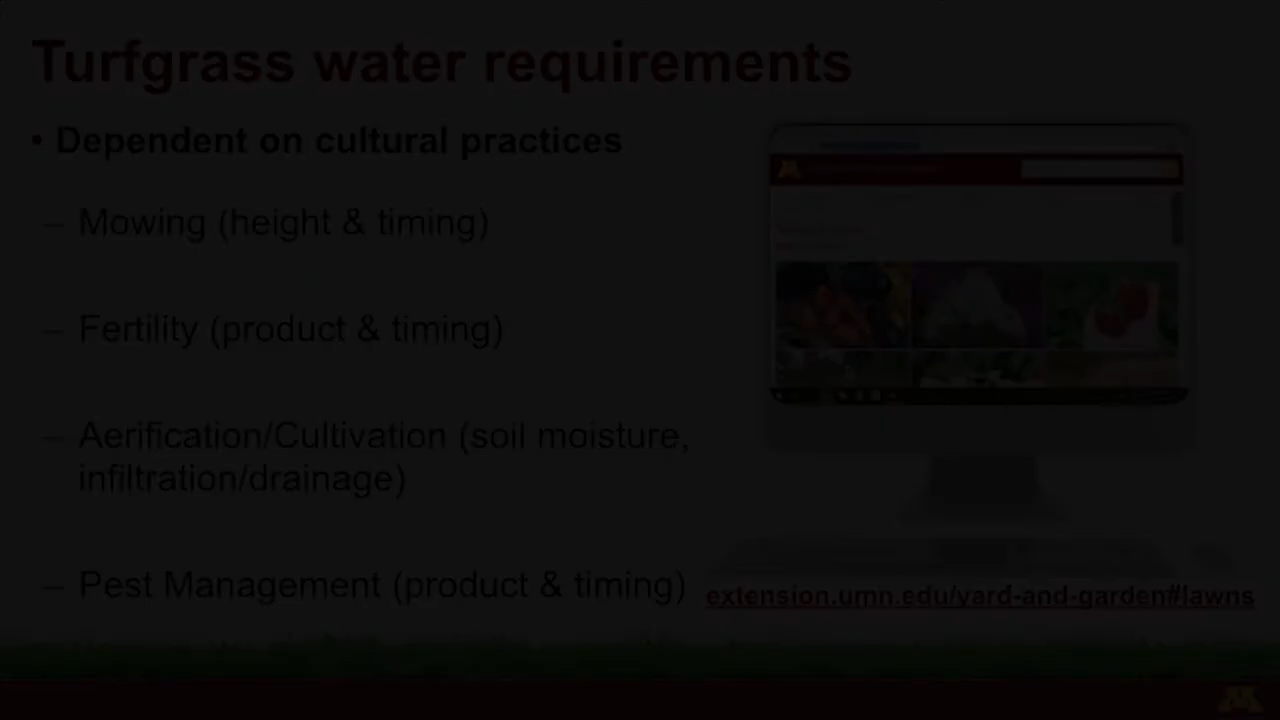 Turfgrass water requirements
• Dependent on cultural practices
– Mowing (height & timing)
– Fertility (product & timing)
– Aerification/Cultivation (soil moisture,
infiltration/drainage)
– Pest Management (product & timing)
extension.umn.edu/yard-and-garden#lawns